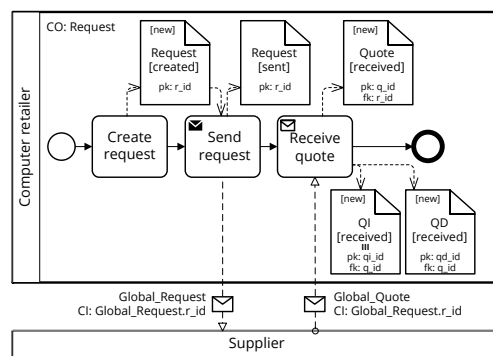 CO: Request
[new]
Request
[created]
pk: r_id
Request
[sent]
pk: r_id
[new]
Quote
[received]
pk: q_id
fk: r_id
Computer retailer
Create
request
Send
request
Receive
quote
[new]
QI
[received]
pk: qi_id
fk: q_id
[new]
QD
[received]
pk: qd_id
fk: q_id
Global_Request
CI: Global_Request.r_id
Global_Quote
CI: Global_Request.r_id
Supplier